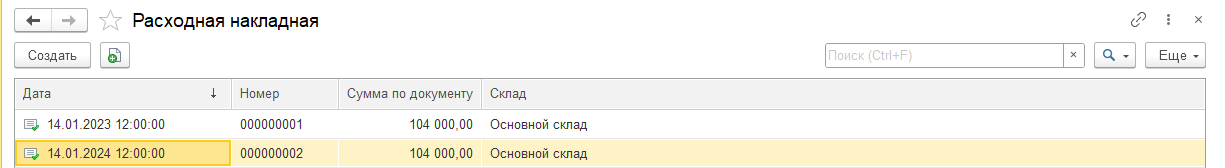 Расходная накладная
Создать Поиск (Ctrl+F) Еще
Дата Номер Сумма по документу Склад
14.01.2023 12:00:00 000000001 104 000,00 Основной склад
14.01.2024 12:00:00 000000002 104 000,00 Основной склад